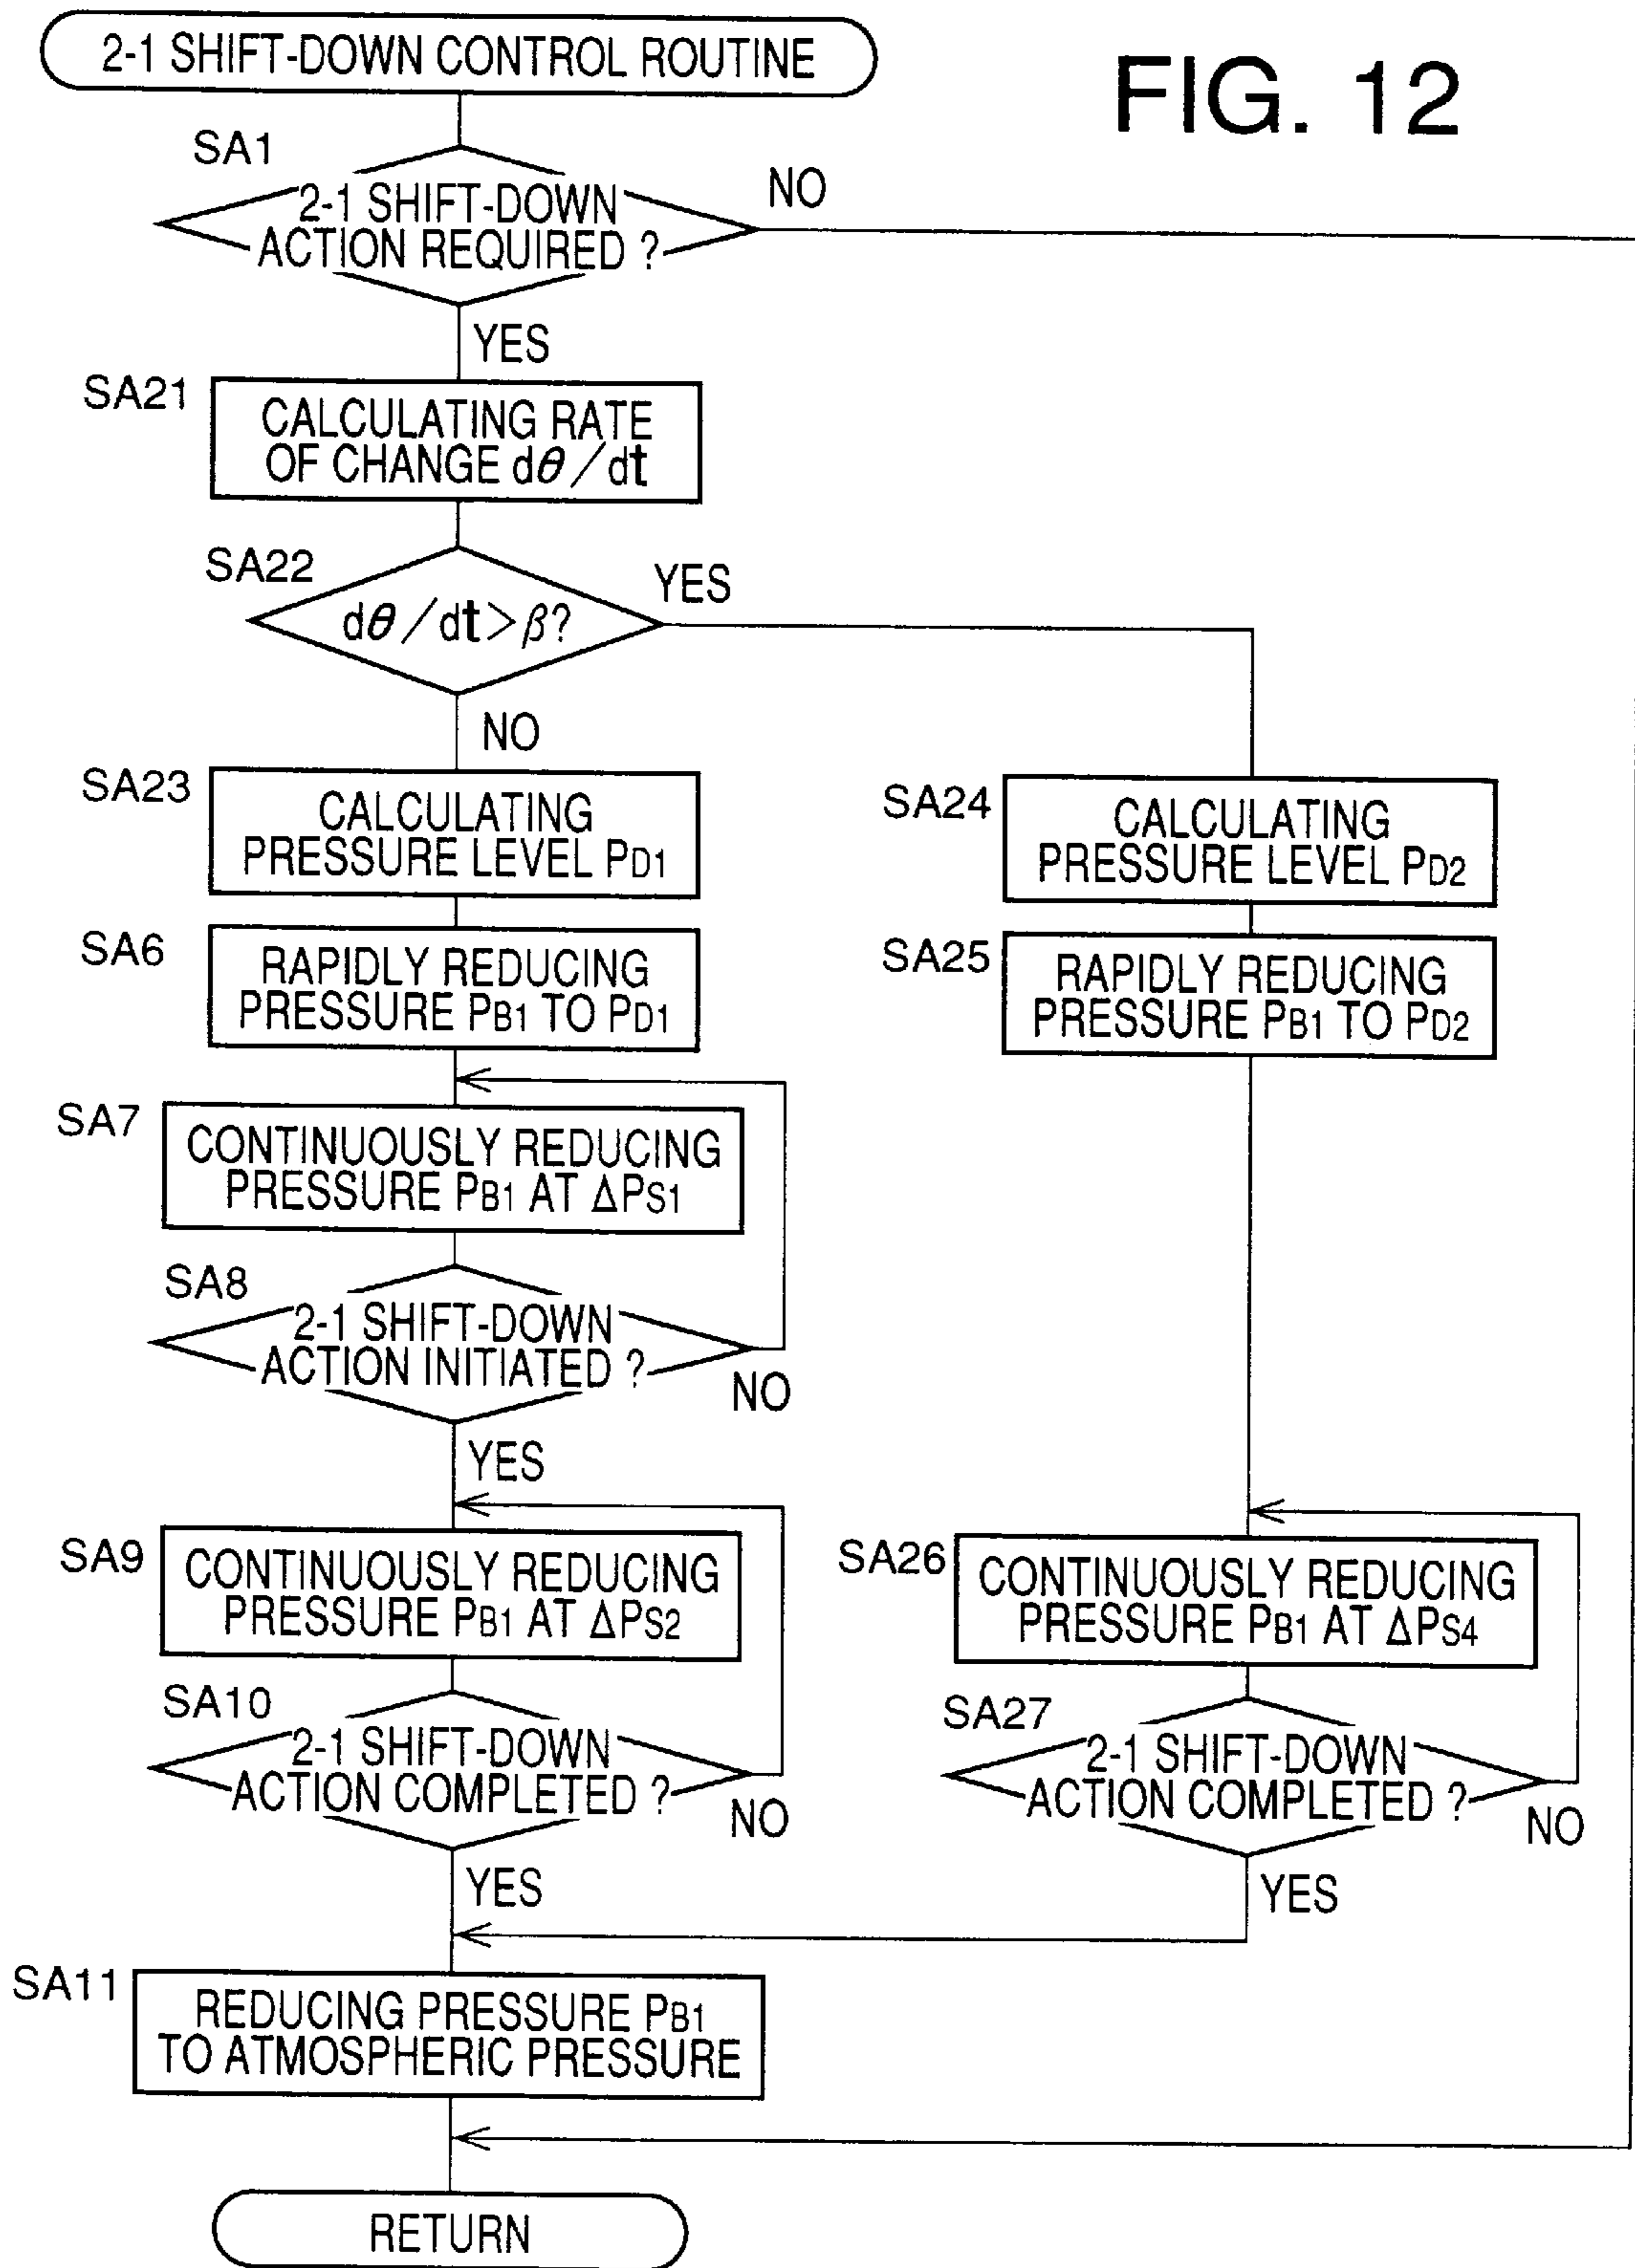 2-1 SHIFT-DOWN CONTROL ROUTINE
FIG. 12
SA1
2-1 SHIFT-DOWN
ACTION REQUIRED ?
NO
YES
SA21
CALCULATING RATE
OF CHANGE dθ/dt
SA22
dθ/dt>β?
YES
NO
SA23
CALCULATING
PRESSURE LEVEL PD1
SA24
CALCULATING
PRESSURE LEVEL PD2
SA6
RAPIDLY REDUCING
PRESSURE PB1 TO PD1
SA25
RAPIDLY REDUCING
PRESSURE PB1 TO PD2
SA7
CONTINUOUSLY REDUCING
PRESSURE PB1 AT ΔPS1
SA8
2-1 SHIFT-DOWN
ACTION INITIATED ?
NO
YES
SA9
CONTINUOUSLY REDUCING
PRESSURE PB1 AT ΔPS2
SA26
CONTINUOUSLY REDUCING
PRESSURE PB1 AT ΔPS4
SA10
2-1 SHIFT-DOWN
ACTION COMPLETED ?
NO
YES
SA27
2-1 SHIFT-DOWN
ACTION COMPLETED ?
NO
YES
SA11
REDUCING PRESSURE PB1
TO ATMOSPHERIC PRESSURE
RETURN